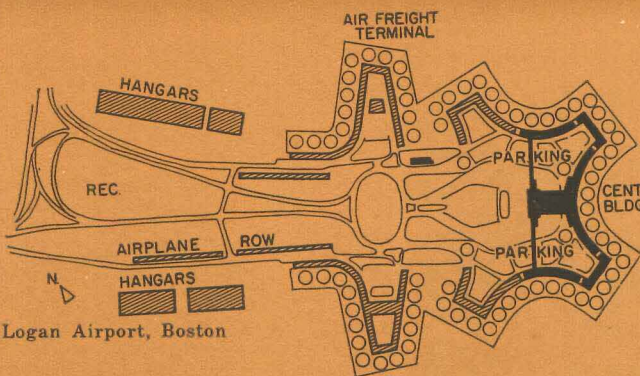 AIR FREIGHT
TERMINAL
HANGARS
PARKING
REC.
CENT
BLDG
AIRPLANE ROW
PARKING
N
HANGARS
Logan Airport, Boston